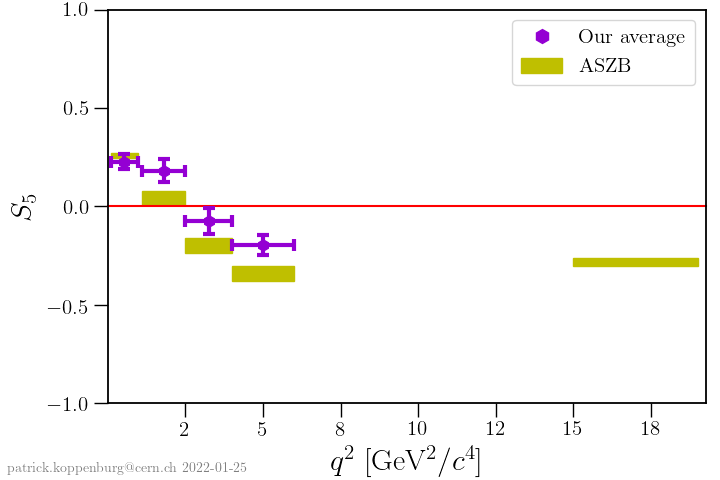 1.0
Our average
ASZB
0.5
S₅
0.0
−0.5
−1.0
2 5 8 10 12 15 18
q² [GeV²/c⁴]
patrick.koppenburg@cern.ch 2022-01-25